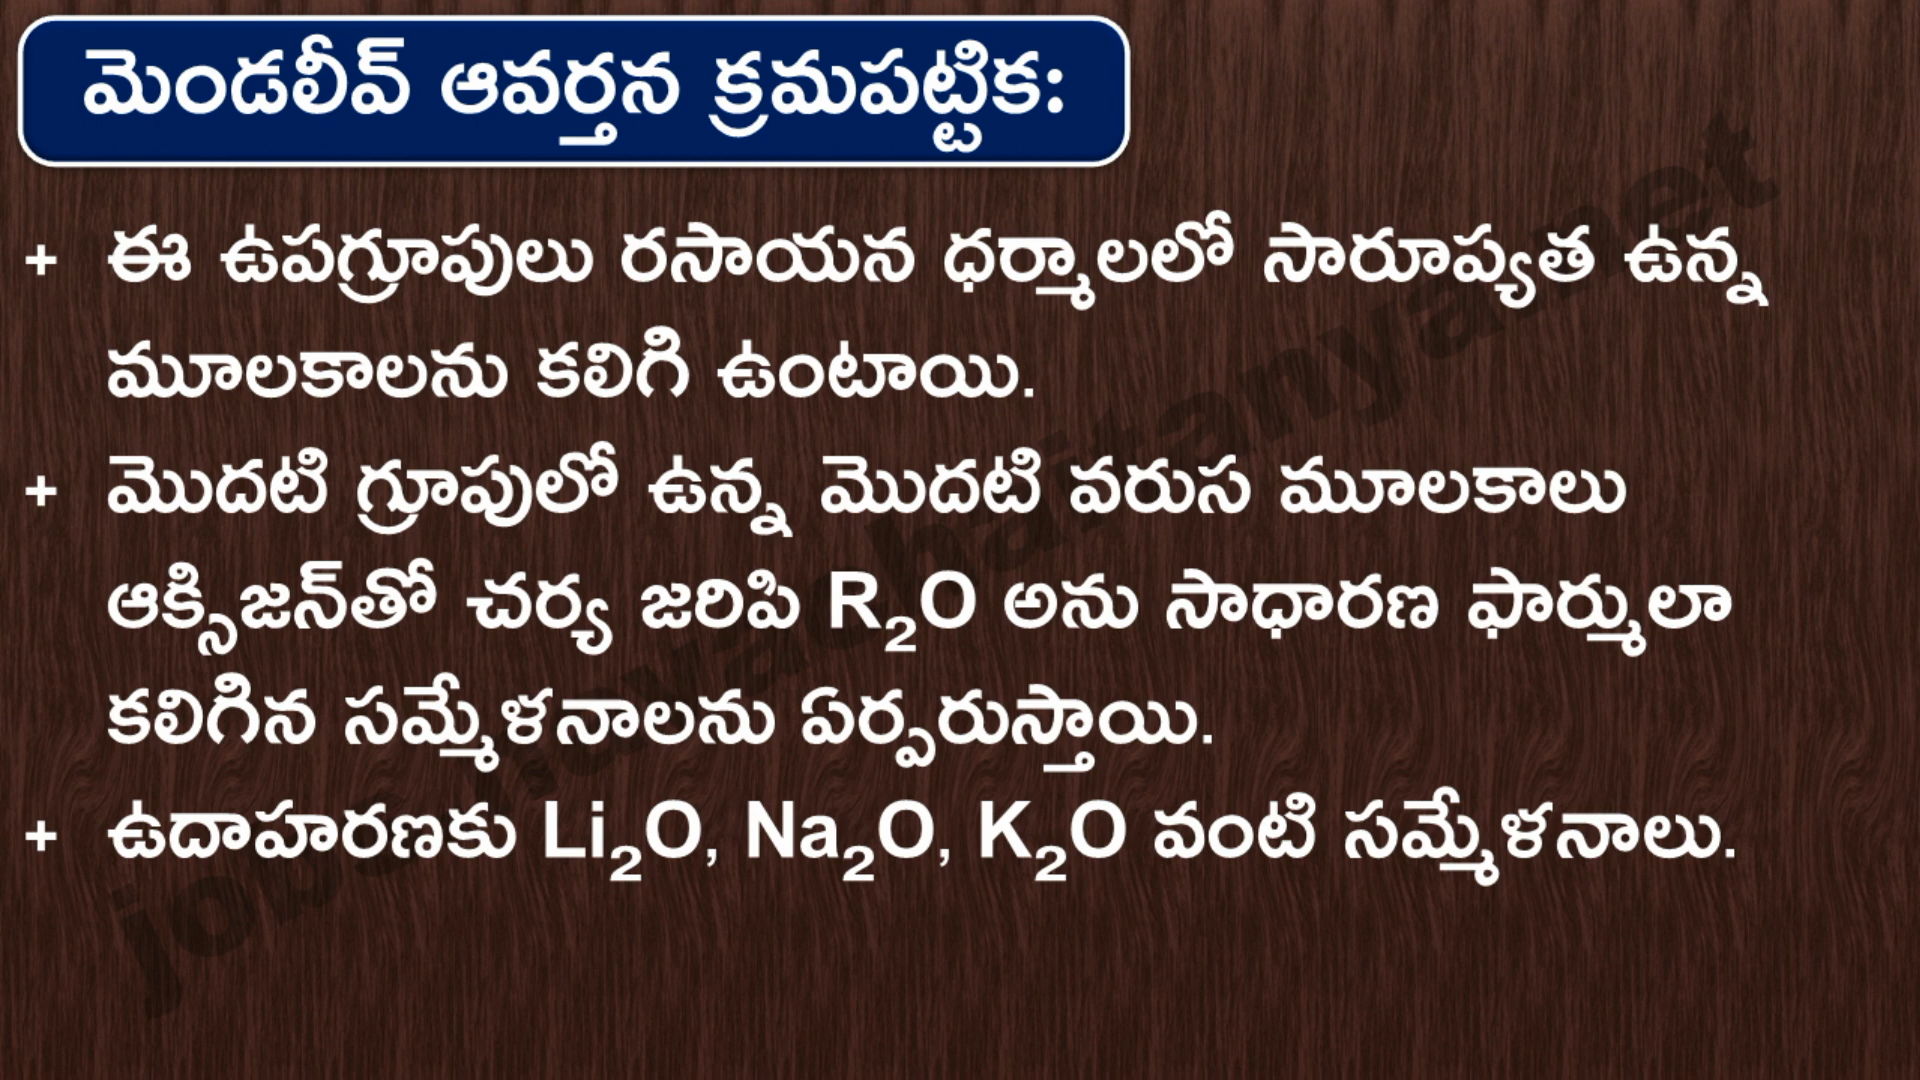 మెండలీవ్ ఆవర్తన క్రమపట్టిక:
+ ఈ ఉపగ్రూపులు రసాయన ధర్మాలలో సారూప్యత ఉన్న
మూలకాలను కలిగి ఉంటాయి.
+ మొదటి గ్రూపులో ఉన్న మొదటి వరుస మూలకాలు
ఆక్సిజన్‌తో చర్య జరిపి R₂O అను సాధారణ ఫార్ములా
కలిగిన సమ్మేళనాలను ఏర్పరుస్తాయి.
+ ఉదాహరణకు Li₂O, Na₂O, K₂O వంటి సమ్మేళనాలు.